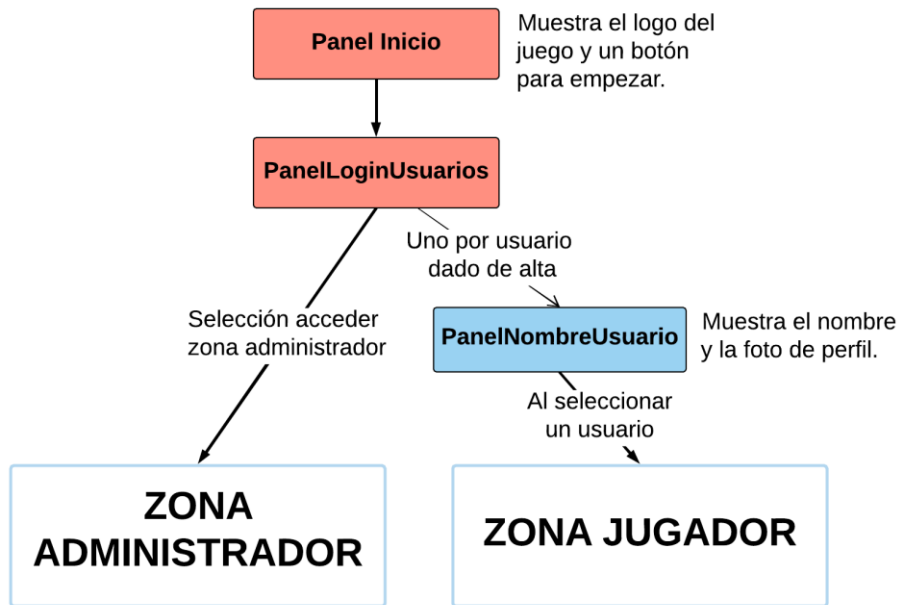 Panel Inicio
Muestra el logo del
juego y un botón
para empezar.
PanelLoginUsuarios
Uno por usuario
dado de alta
Selección acceder
zona administrador
PanelNombreUsuario
Muestra el nombre
y la foto de perfil.
Al seleccionar
un usuario
ZONA
ADMINISTRADOR
ZONA JUGADOR